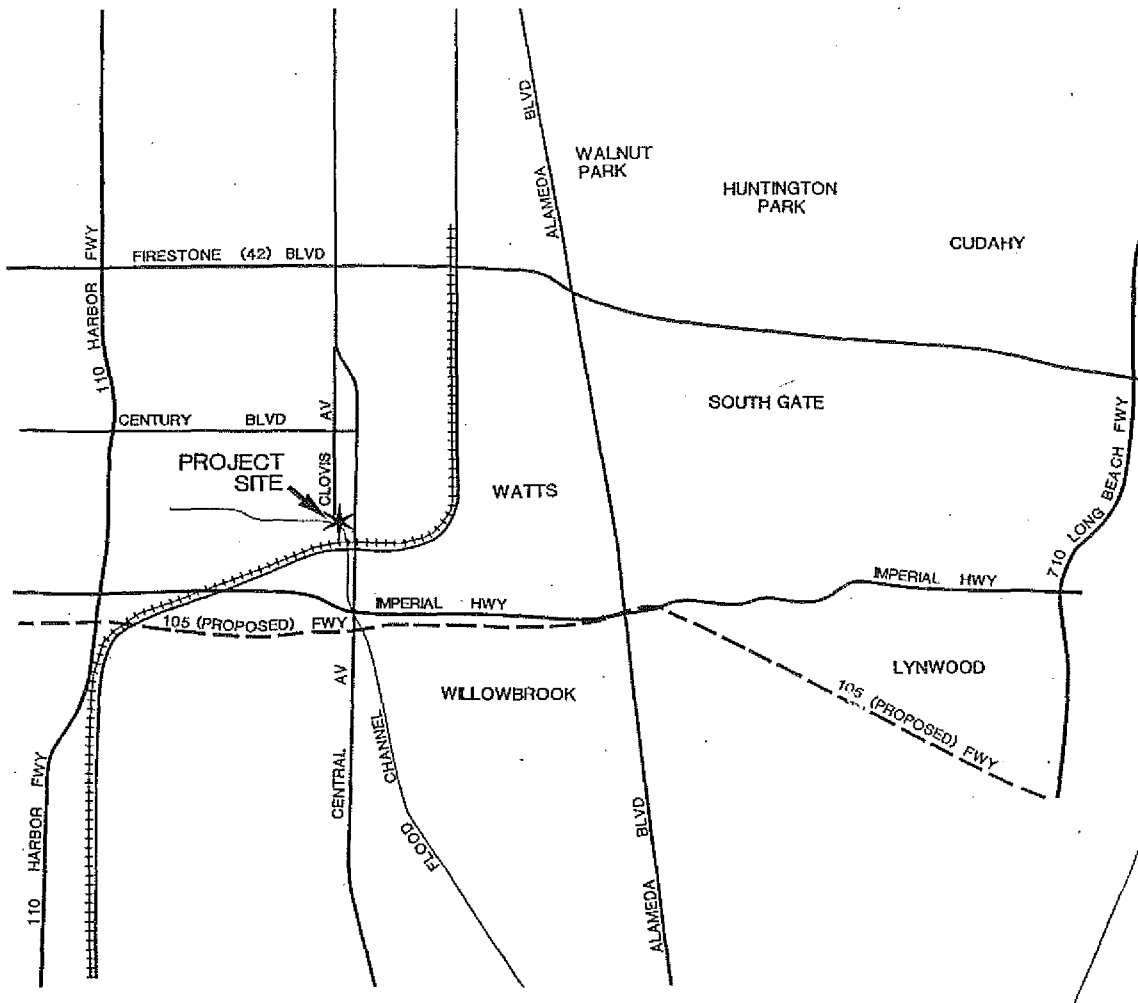 BLVD
ALAMEDA
WALNUT
PARK
HUNTINGTON
PARK
CUDAHY
110 HARBOR FWY
FIRESTONE (42) BLVD
SOUTH GATE
CENTURY BLVD
CLOVIS AV
PROJECT
SITE
WATTS
710 LONG BEACH FWY
IMPERIAL HWY
IMPERIAL HWY
105 (PROPOSED) FWY
LYNWOOD
WILLOWBROOK
105 (PROPOSED) FWY
CENTRAL AV
FLOOD CHANNEL
110 HARBOR FWY
ALAMEDA BLVD